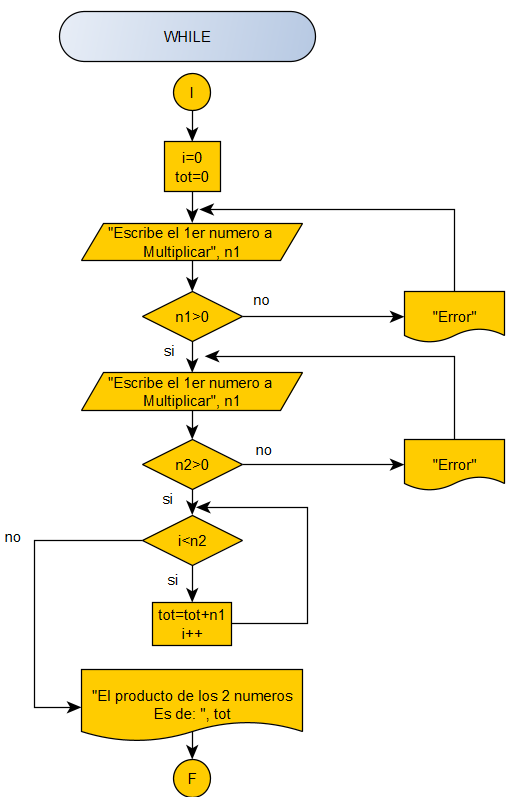 WHILE
I
i=0
tot=0
"Escribe el 1er numero a
Multiplicar", n1
n1>0
no
"Error"
si
"Escribe el 1er numero a
Multiplicar", n1
n2>0
no
"Error"
si
i<n2
no
si
tot=tot+n1
i++
"El producto de los 2 numeros
Es de: ", tot
F